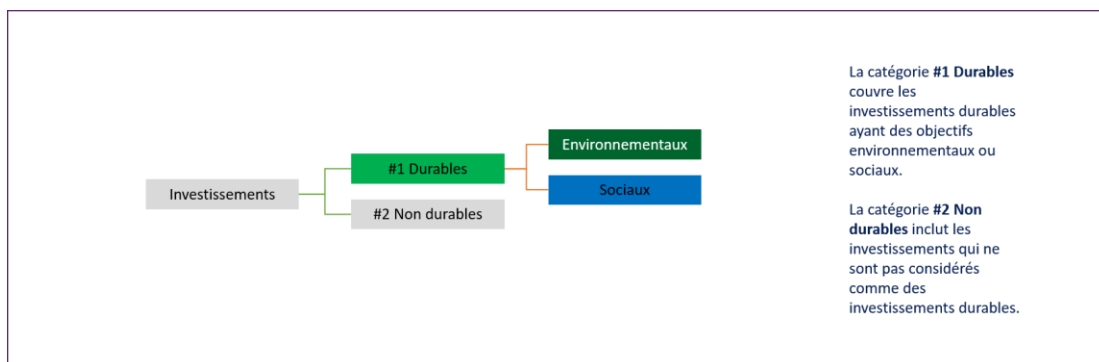 Investissements
#1 Durables
#2 Non durables
Environnementaux
Sociaux
La catégorie #1 Durables
couvre les
investissements durables
ayant des objectifs
environnementaux ou
sociaux.
La catégorie #2 Non
durables inclut les
investissements qui ne
sont pas considérés
comme des
investissements durables.